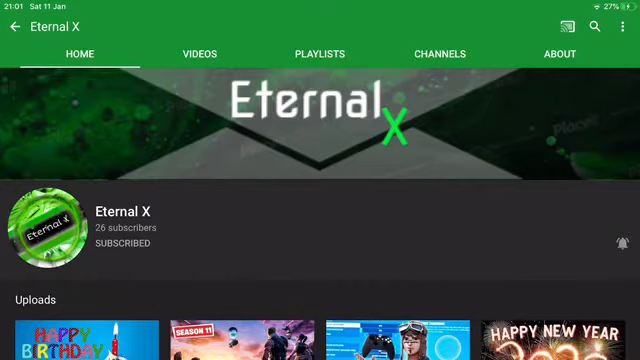 21:01 Sat 11 Jan 27%
Eternal X
HOME VIDEOS PLAYLISTS CHANNELS ABOUT
Eternal X
Eternal X
Eternal X
26 subscribers
SUBSCRIBED
Uploads
HAPPY
BIRTHDAY
SEASON 11
HAPPY NEW YEAR